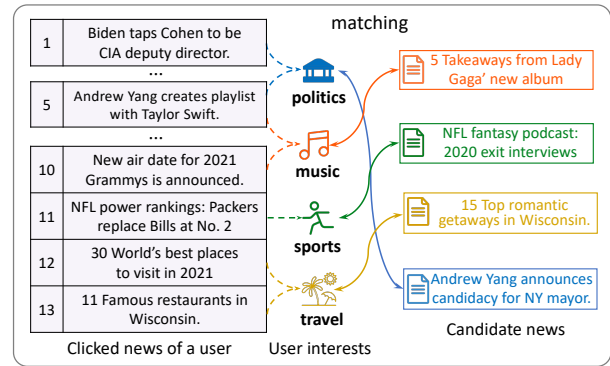 matching
1
Biden taps Cohen to be
CIA deputy director.
...
5
Andrew Yang creates playlist
with Taylor Swift.
...
10
New air date for 2021
Grammys is announced.
11
NFL power rankings: Packers
replace Bills at No. 2
12
30 World's best places
to visit in 2021
13
11 Famous restaurants in
Wisconsin.
Clicked news of a user
politics
music
sports
travel
User interests
5 Takeaways from Lady
Gaga' new album
NFL fantasy podcast:
2020 exit interviews
15 Top romantic
getaways in Wisconsin.
Andrew Yang announces
candidacy for NY mayor.
Candidate news